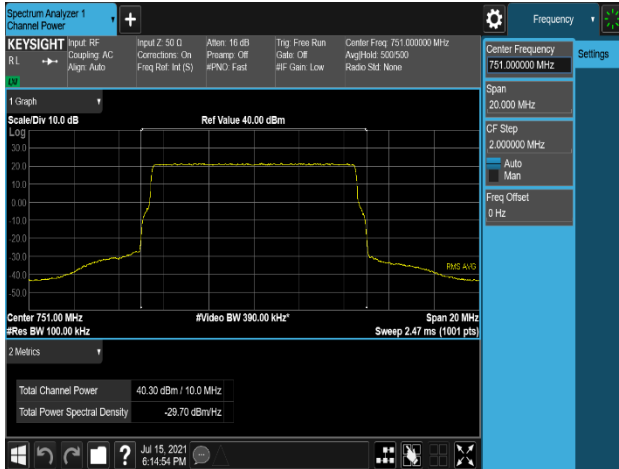 Spectrum Analyzer 1
Channel Power
+
Frequency
KEYSIGHT
Input: RF
Input Z: 50 Ω
Atten: 16 dB
Trig: Free Run
Center Freq: 751.000000 MHz
RL
Coupling: AC
Corrections: On
Preamp: Off
Gate: Off
Avg|Hold: 500/500
Align: Auto
Freq Ref: Int (S)
#PNO: Fast
#IF Gain: Low
Radio Std: None
Center Frequency
751.000000 MHz
Settings
Span
20.000 MHz
CF Step
2.000000 MHz
Auto
Man
Freq Offset
0 Hz
1 Graph
Scale/Div 10.0 dB
Ref Value 40.00 dBm
Log
30.0
20.0
10.0
0.00
-10.0
-20.0
-30.0
-40.0
-50.0
RMS AVG
Center 751.00 MHz
#Video BW 390.00 kHz*
Span 20 MHz
#Res BW 100.00 kHz
Sweep 2.47 ms (1001 pts)
2 Metrics
Total Channel Power 40.30 dBm / 10.0 MHz
Total Power Spectral Density -29.70 dBm/Hz
?
Jul 15, 2021
6:14:54 PM